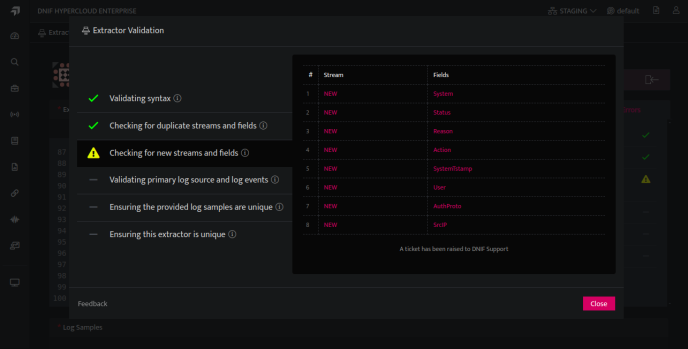 DNIF HYPERCLOUD ENTERPRISE
STAGING
default
Extractor Validation
Validating syntax
Checking for duplicate streams and fields
Checking for new streams and fields
Validating primary log source and log events
Ensuring the provided log samples are unique
Ensuring this extractor is unique
# Stream Fields
1 NEW System
2 NEW Status
3 NEW Reason
4 NEW Action
5 NEW SystemTstamp
6 NEW User
7 NEW AuthProto
8 NEW SrcIP
A ticket has been raised to DNIF Support
87
88
89
90
91
92
93
94
95
96
97
98
99
100
Feedback
Close
Log Samples